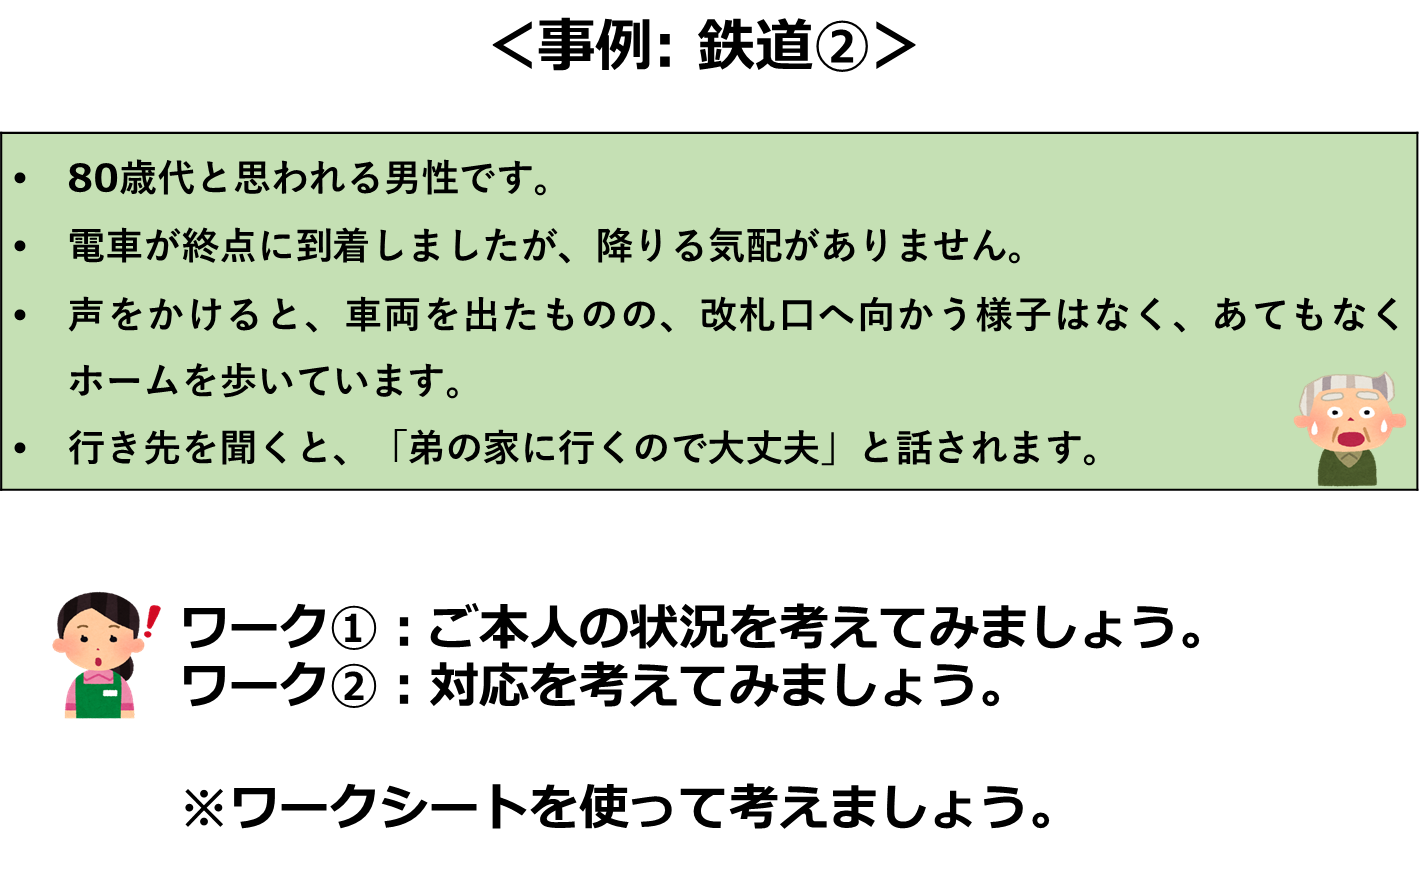 ＜事例: 鉄道②＞
• 80歳代と思われる男性です。
• 電車が終点に到着しましたが、降りる気配がありません。
• 声をかけると、車両を出たものの、改札口へ向かう様子はなく、あてもなく
ホームを歩いています。
• 行き先を聞くと、「弟の家に行くので大丈夫」と話されます。
ワーク①：ご本人の状況を考えてみましょう。
ワーク②：対応を考えてみましょう。
※ワークシートを使って考えましょう。